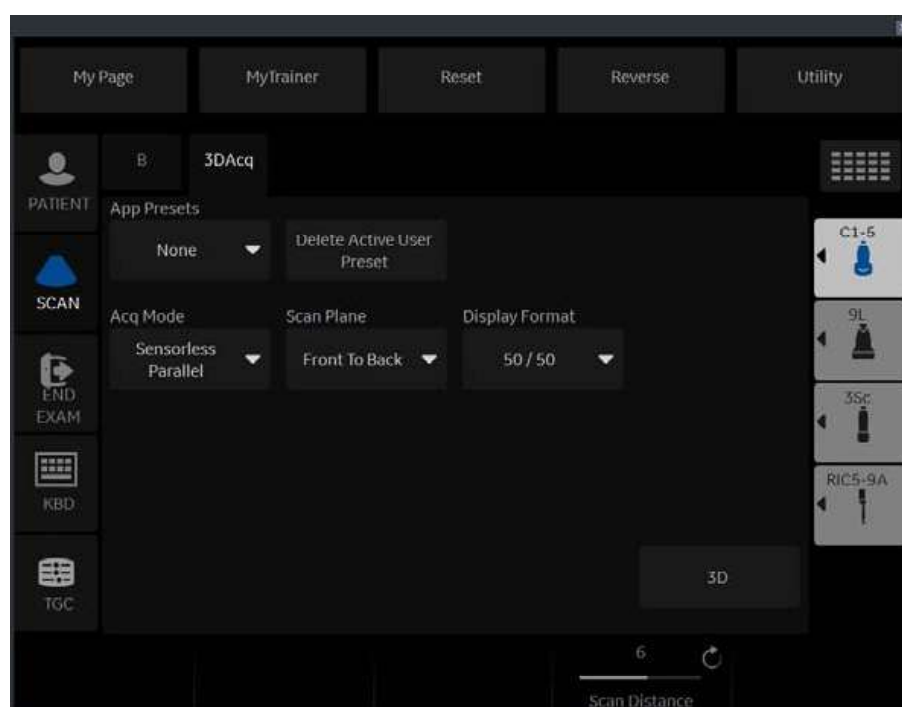 My Page
MyTrainer
Reset
Reverse
Utility
B
3DAcq
PATIENT
App Presets
None
Delete Active User
Preset
C1-5
SCAN
Acq Mode
Scan Plane
Display Format
9L
Sensorless
Parallel
Front To Back
50 / 50
END
EXAM
3Sc
KBD
RIC5-9A
TGC
3D
6
Scan Distance